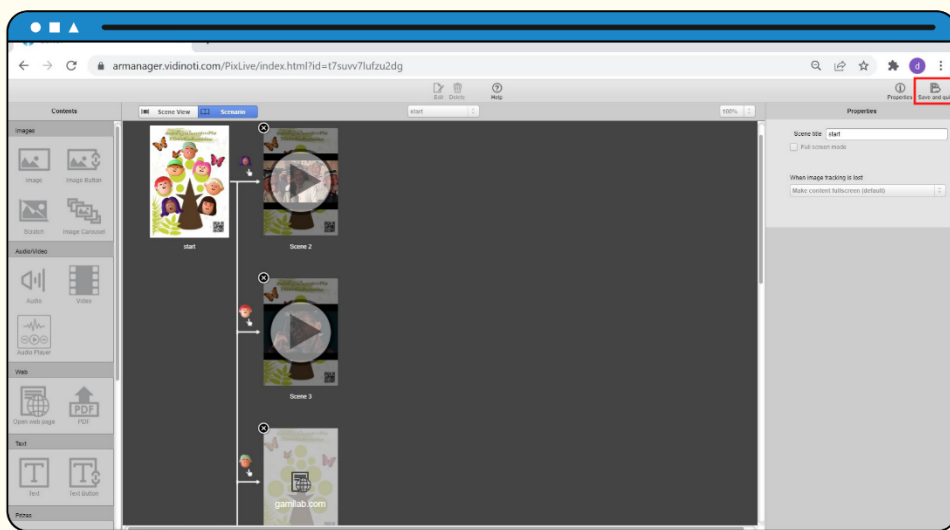 armanager.vidinoti.com/PixLive/index.html?id=t7suvv7lufzu2dg
d
Edit Delete
Help
Properties
Save and qui
Contents
Scene View
Scenario
start
100%
Properties
Images
Image
Image Button
Scratch
Image Carousel
Audio/Video
Audio
Video
Audio Player
Web
Open web page
PDF
PDF
Text
Text
Text Button
Prizes
start
Scene 2
Scene 3
gamilab.com
Scene title
start
Full screen mode
When image tracking is lost
Make content fullscreen (default)